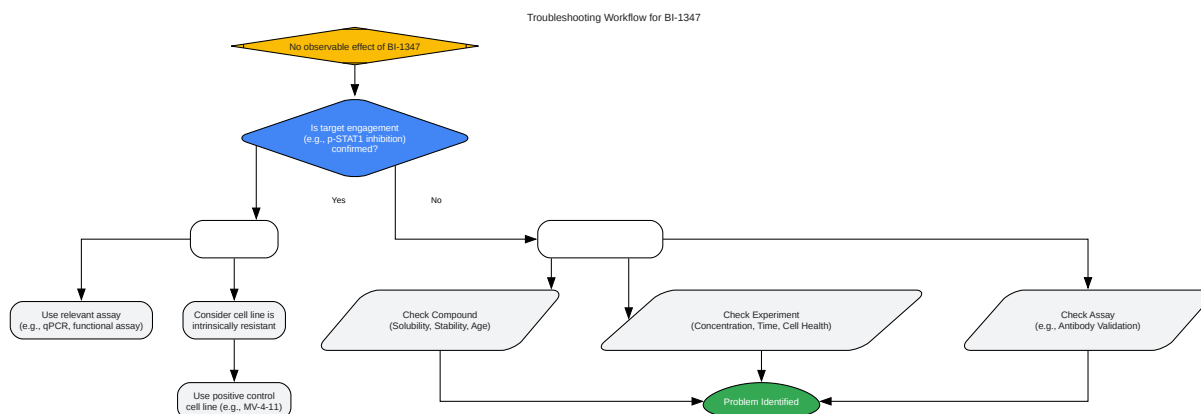 Troubleshooting Workflow for BI-1347
No observable effect of BI-1347
Is target engagement
(e.g., p-STAT1 inhibition)
confirmed?
Yes
No
Use relevant assay
(e.g., qPCR, functional assay)
Consider cell line is
intrinsically resistant
Check Compound
(Solubility, Stability, Age)
Check Experiment
(Concentration, Time, Cell Health)
Check Assay
(e.g., Antibody Validation)
Use positive control
cell line (e.g., MV-4-11)
Problem Identified